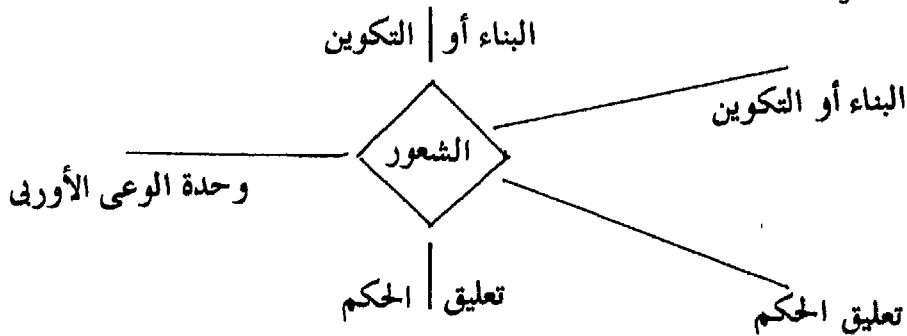 البناء أو التكوين
البناء أو التكوين
الشعور
وحدة الوعى الأوربى
تعليق الحكم
تعليق الحكم